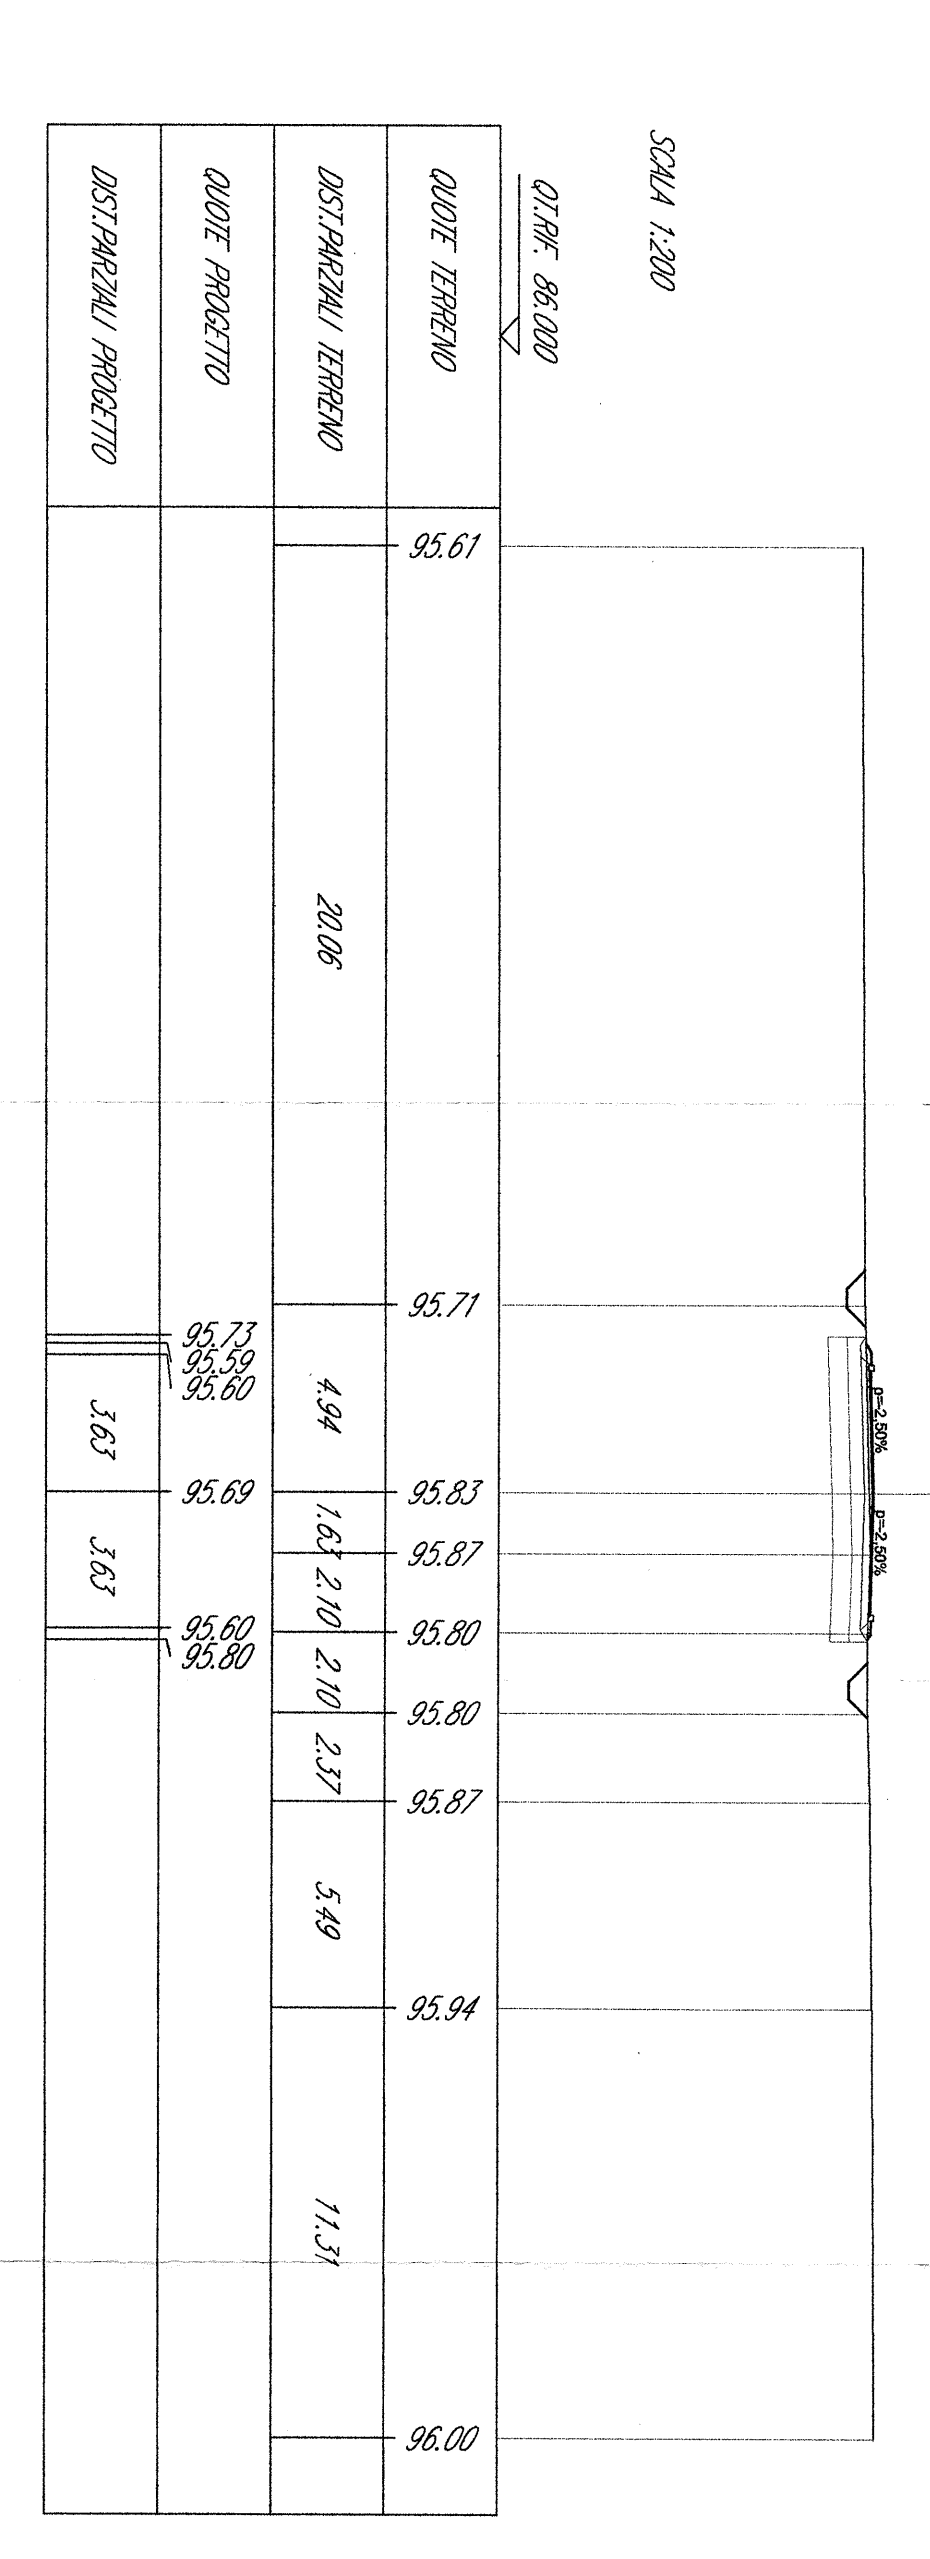 SCALA 1:200
QT.RIF. 86.000
p=-2,50% p=-2,50%
QUOTE TERRENO 95.61 95.71 95.83 95.87 95.80 95.80 95.87 95.94 96.00
DIST.PARZIALI TERRENO 20.06 4.94 1.63 2.10 2.10 2.37 5.49 11.31
QUOTE PROGETTO 95.73 95.59 95.60 95.69 95.60 95.80
DIST.PARZIALI PROGETTO 3.63 3.63